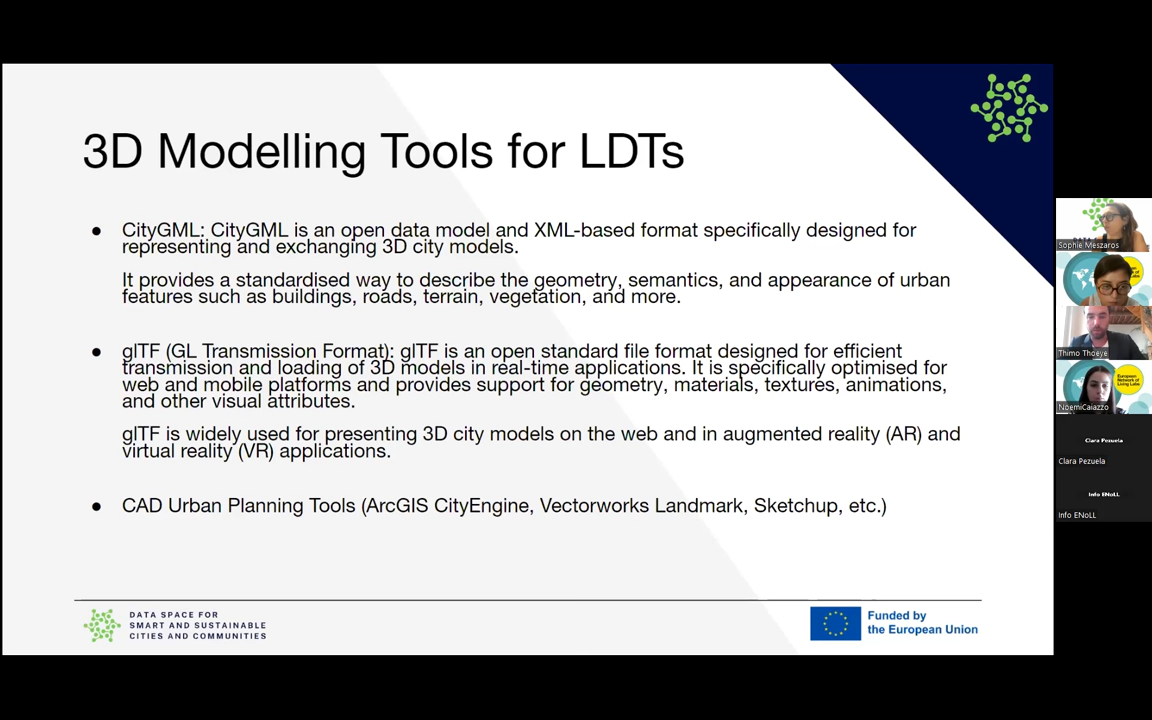 3D Modelling Tools for LDTs
● CityGML: CityGML is an open data model and XML-based format specifically designed for
representing and exchanging 3D city models.
It provides a standardised way to describe the geometry, semantics, and appearance of urban
features such as buildings, roads, terrain, vegetation, and more.
● glTF (GL Transmission Format): glTF is an open standard file format designed for efficient
transmission and loading of 3D models in real-time applications. It is specifically optimised for
web and mobile platforms and provides support for geometry, materials, textures, animations,
and other visual attributes.
glTF is widely used for presenting 3D city models on the web and in augmented reality (AR) and
virtual reality (VR) applications.
● CAD Urban Planning Tools (ArcGIS CityEngine, Vectorworks Landmark, Sketchup, etc.)
DATA SPACE FOR
SMART AND SUSTAINABLE
CITIES AND COMMUNITIES
Funded by
the European Union
Sophie Meszaros
Thimo Thoeye
European
Network of
Living Labs
NoemiCaiazzo
Clara Pezuela
Clara Pezuela
Info ENoLL
Info ENoLL